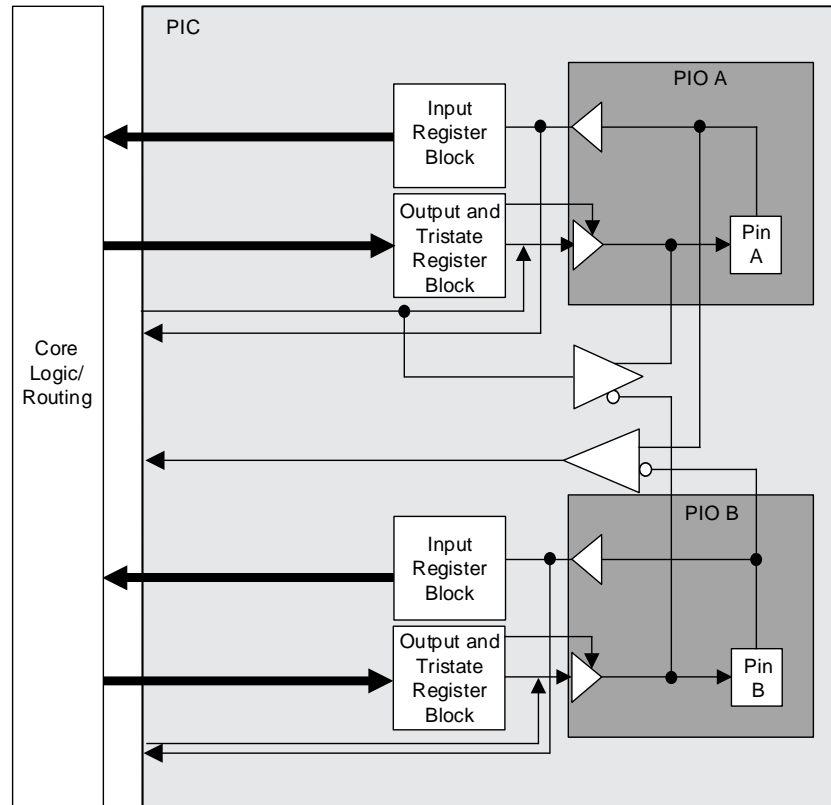 PIC
PIO A
Input
Register
Block
Output and
Tristate
Register
Block
Pin
A
Core
Logic/
Routing
PIO B
Input
Register
Block
Output and
Tristate
Register
Block
Pin
B